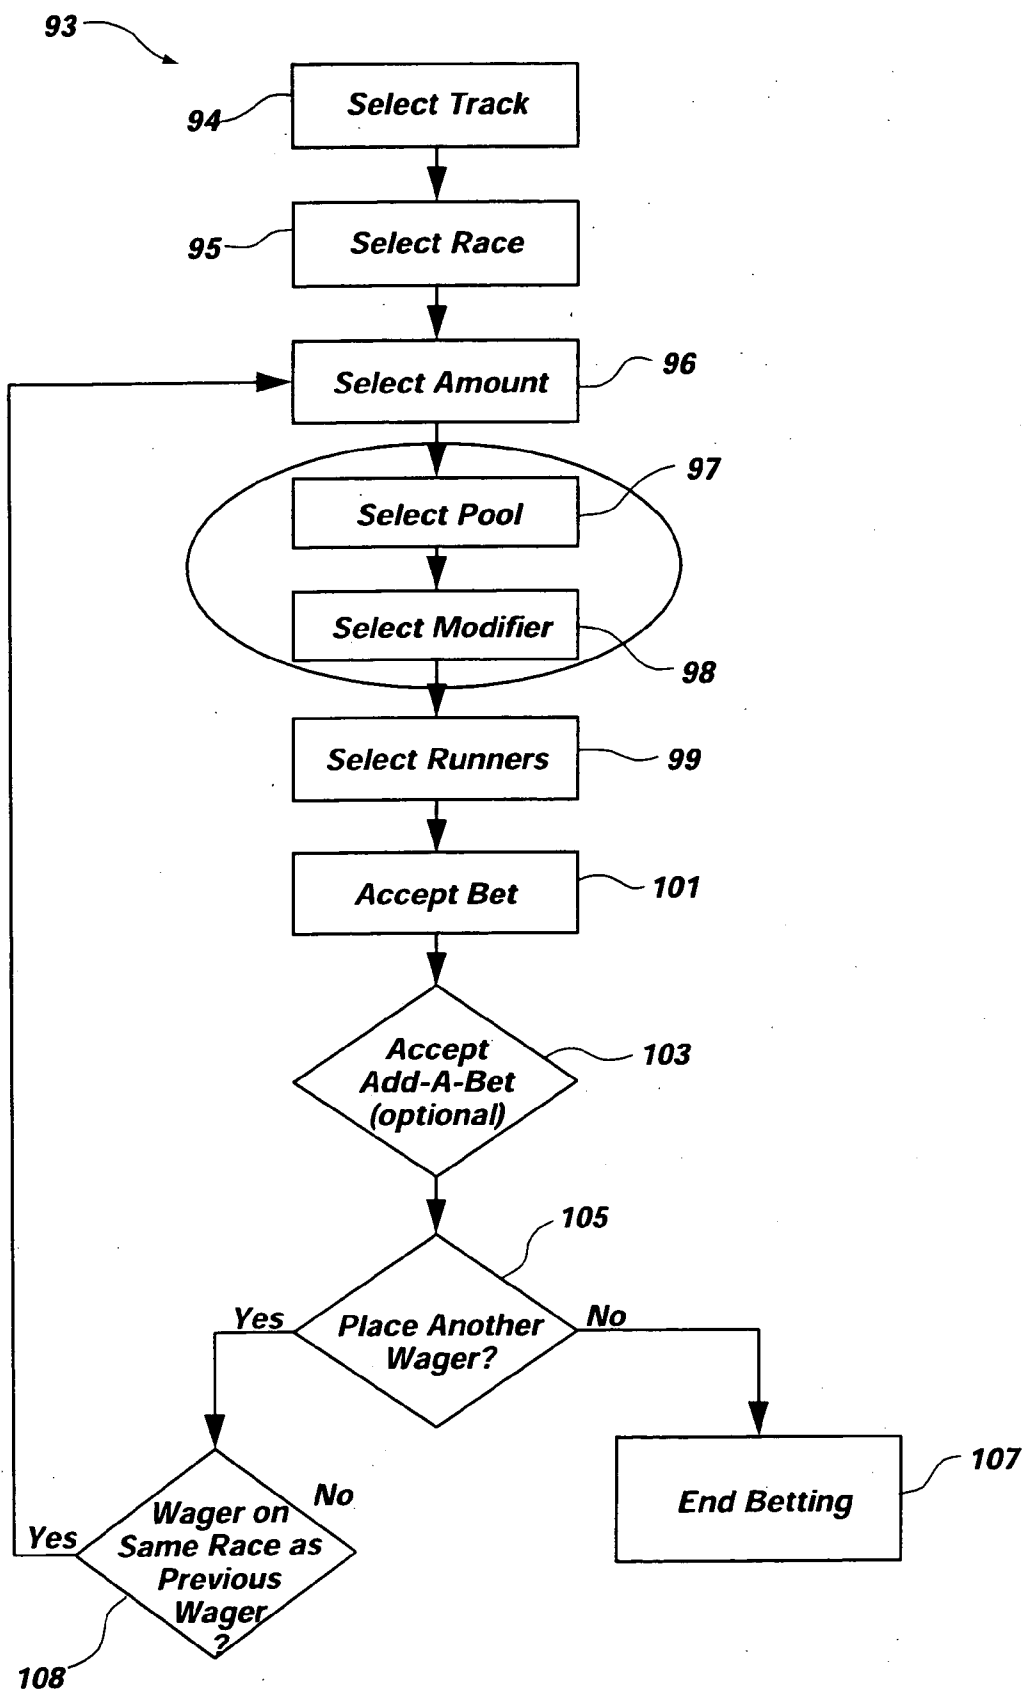 93
94
Select Track
95
Select Race
Select Amount
96
Select Pool
97
Select Modifier
98
Select Runners
99
Accept Bet
101
Accept
Add-A-Bet
(optional)
103
105
Place Another
Wager?
Yes
No
Wager on
Same Race as
Previous
Wager
?
Yes
No
108
End Betting
107